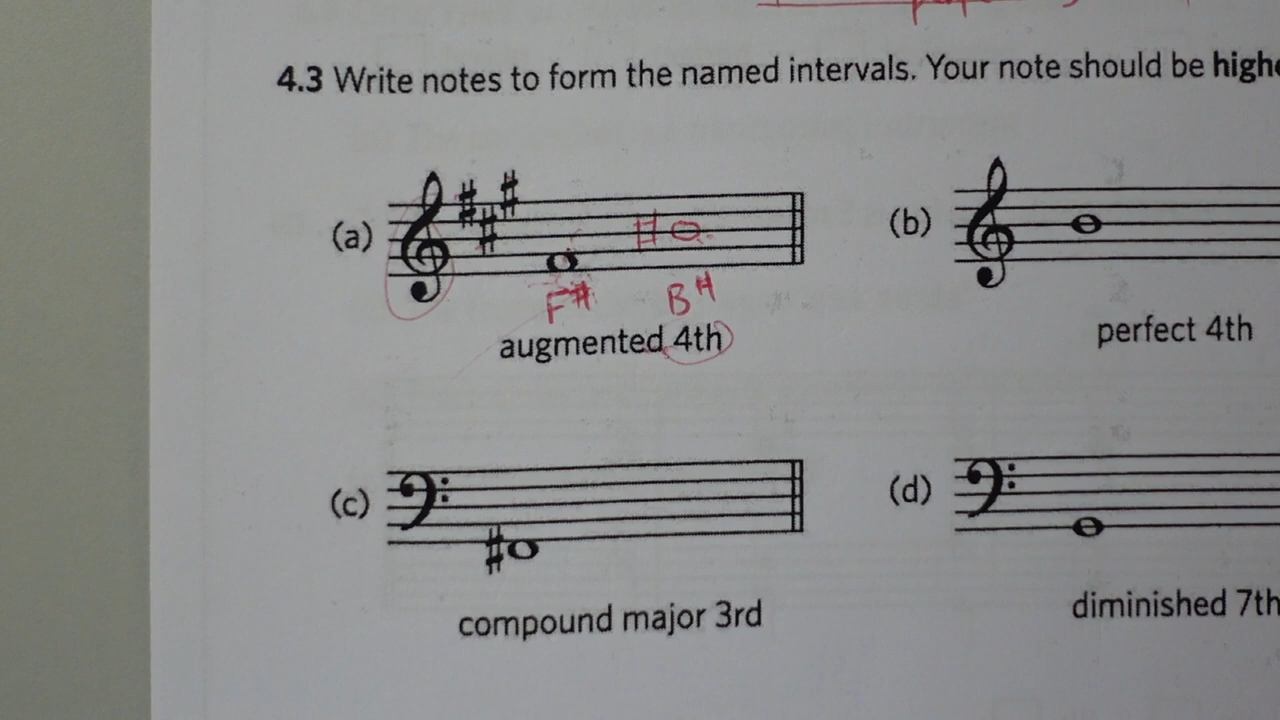 4.3 Write notes to form the named intervals. Your note should be
(a)
(b)
F# B#
augmented 4th
perfect 4th
(c)
(d)
compound major 3rd
diminished 7th